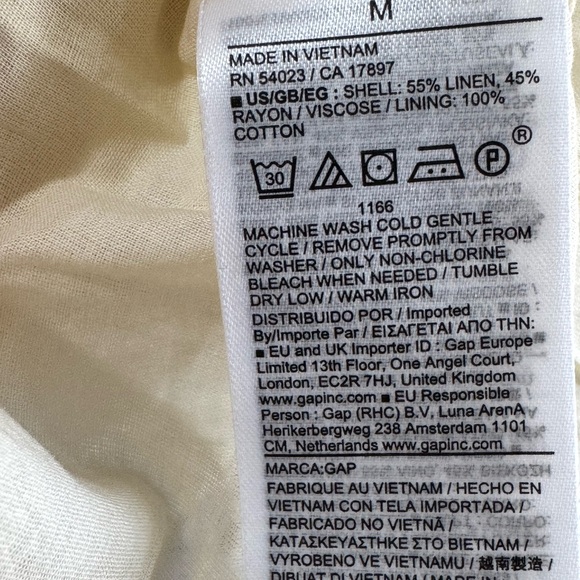 M
MADE IN VIETNAM
RN 54023 / CA 17897
■ US/GB/EG : SHELL: 55% LINEN, 45%
RAYON / VISCOSE / LINING: 100%
COTTON
30 P ®
1166
MACHINE WASH COLD GENTLE
CYCLE / REMOVE PROMPTLY FROM
WASHER / ONLY NON-CHLORINE
BLEACH WHEN NEEDED / TUMBLE
DRY LOW / WARM IRON
DISTRIBUIDO POR / Imported
By/Importe Par / ΕΙΣΑΓΕΤΑΙ ΑΠΟ ΤΗΝ:
■ EU and UK Importer ID : Gap Europe
Limited 13th Floor, One Angel Court,
London, EC2R 7HJ, United Kingdom
www.gapinc.com ■ EU Responsible
Person : Gap (RHC) B.V, Luna ArenA
Herikerbergweg 238 Amsterdam 1101
CM, Netherlands www.gapinc.com
MARCA:GAP
FABRIQUE AU VIETNAM / HECHO EN
VIETNAM CON TELA IMPORTADA /
FABRICADO NO VIETNÃ /
ΚΑΤΑΣΚΕΥΑΣΤΗΚΕ ΣΤΟ ΒΙΕΤΝΑΜ /
VYROBENO VE VIETNAMU / 越南製造 /
DIBUAT DI VIETNAM / MADE